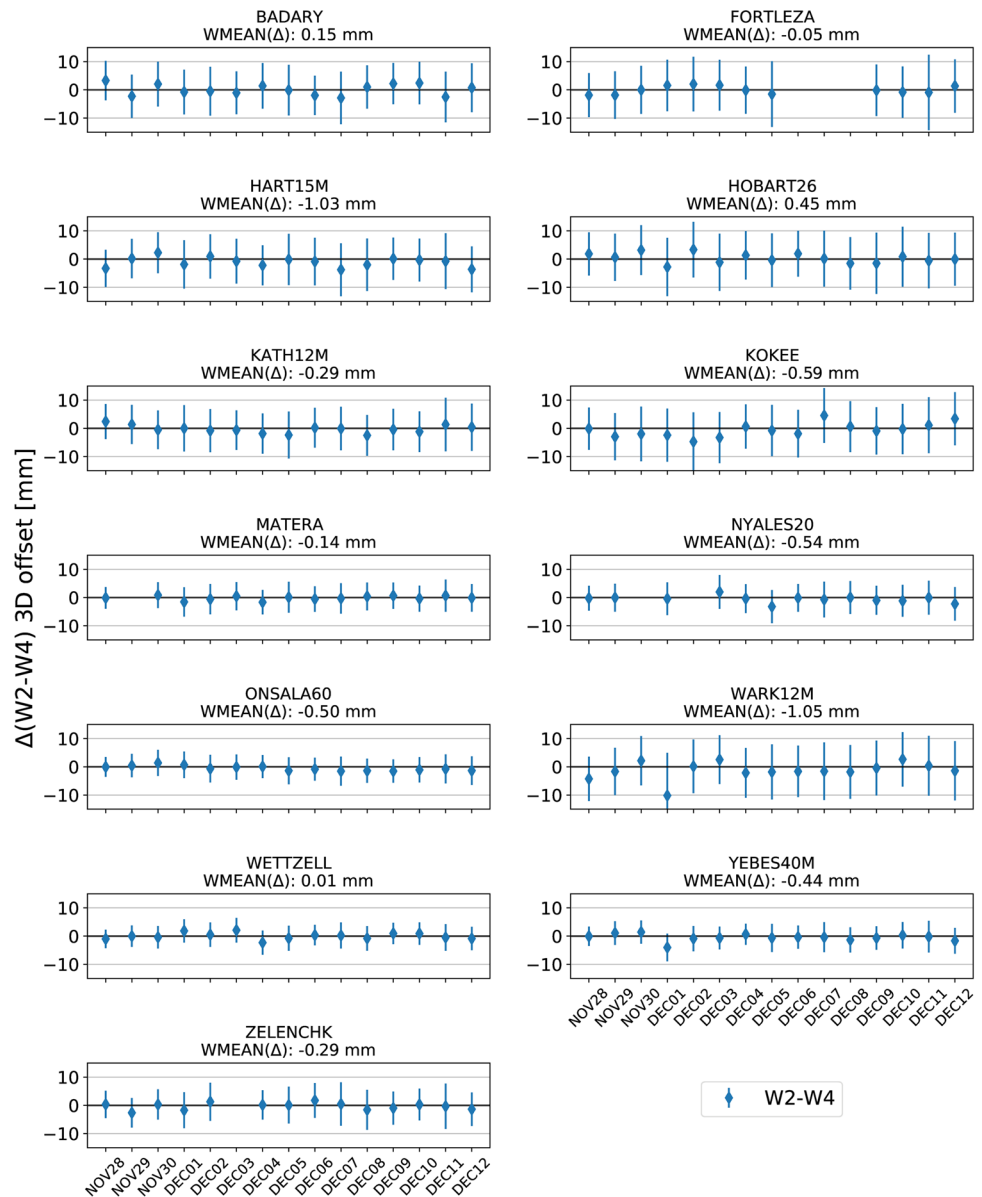 BADARY
WMEAN(Δ): 0.15 mm
10
0
−10
FORTLEZA
WMEAN(Δ): -0.05 mm
10
0
−10
HART15M
WMEAN(Δ): -1.03 mm
10
0
−10
HOBART26
WMEAN(Δ): 0.45 mm
10
0
−10
KATH12M
WMEAN(Δ): -0.29 mm
10
0
−10
KOKEE
WMEAN(Δ): -0.59 mm
10
0
−10
Δ(W2-W4) 3D offset [mm]
MATERA
WMEAN(Δ): -0.14 mm
10
0
−10
NYALES20
WMEAN(Δ): -0.54 mm
10
0
−10
ONSALA60
WMEAN(Δ): -0.50 mm
10
0
−10
WARK12M
WMEAN(Δ): -1.05 mm
10
0
−10
WETTZELL
WMEAN(Δ): 0.01 mm
10
0
−10
YEBES40M
WMEAN(Δ): -0.44 mm
10
0
−10
NOV28 NOV29 NOV30 DEC01 DEC02 DEC03 DEC04 DEC05 DEC06 DEC07 DEC08 DEC09 DEC10 DEC11 DEC12
ZELENCHK
WMEAN(Δ): -0.29 mm
10
0
−10
NOV28 NOV29 NOV30 DEC01 DEC02 DEC03 DEC04 DEC05 DEC06 DEC07 DEC08 DEC09 DEC10 DEC11 DEC12
W2-W4